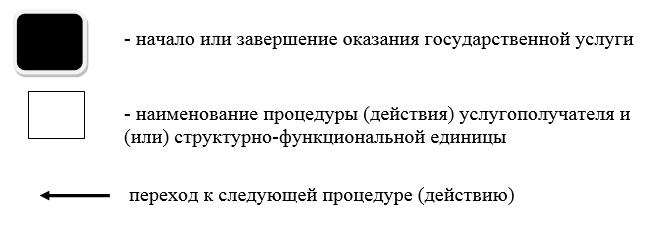 - начало или завершение оказания государственной услуги
- наименование процедуры (действия) услугополучателя и
(или) структурно-функциональной единицы
переход к следующей процедуре (действию)